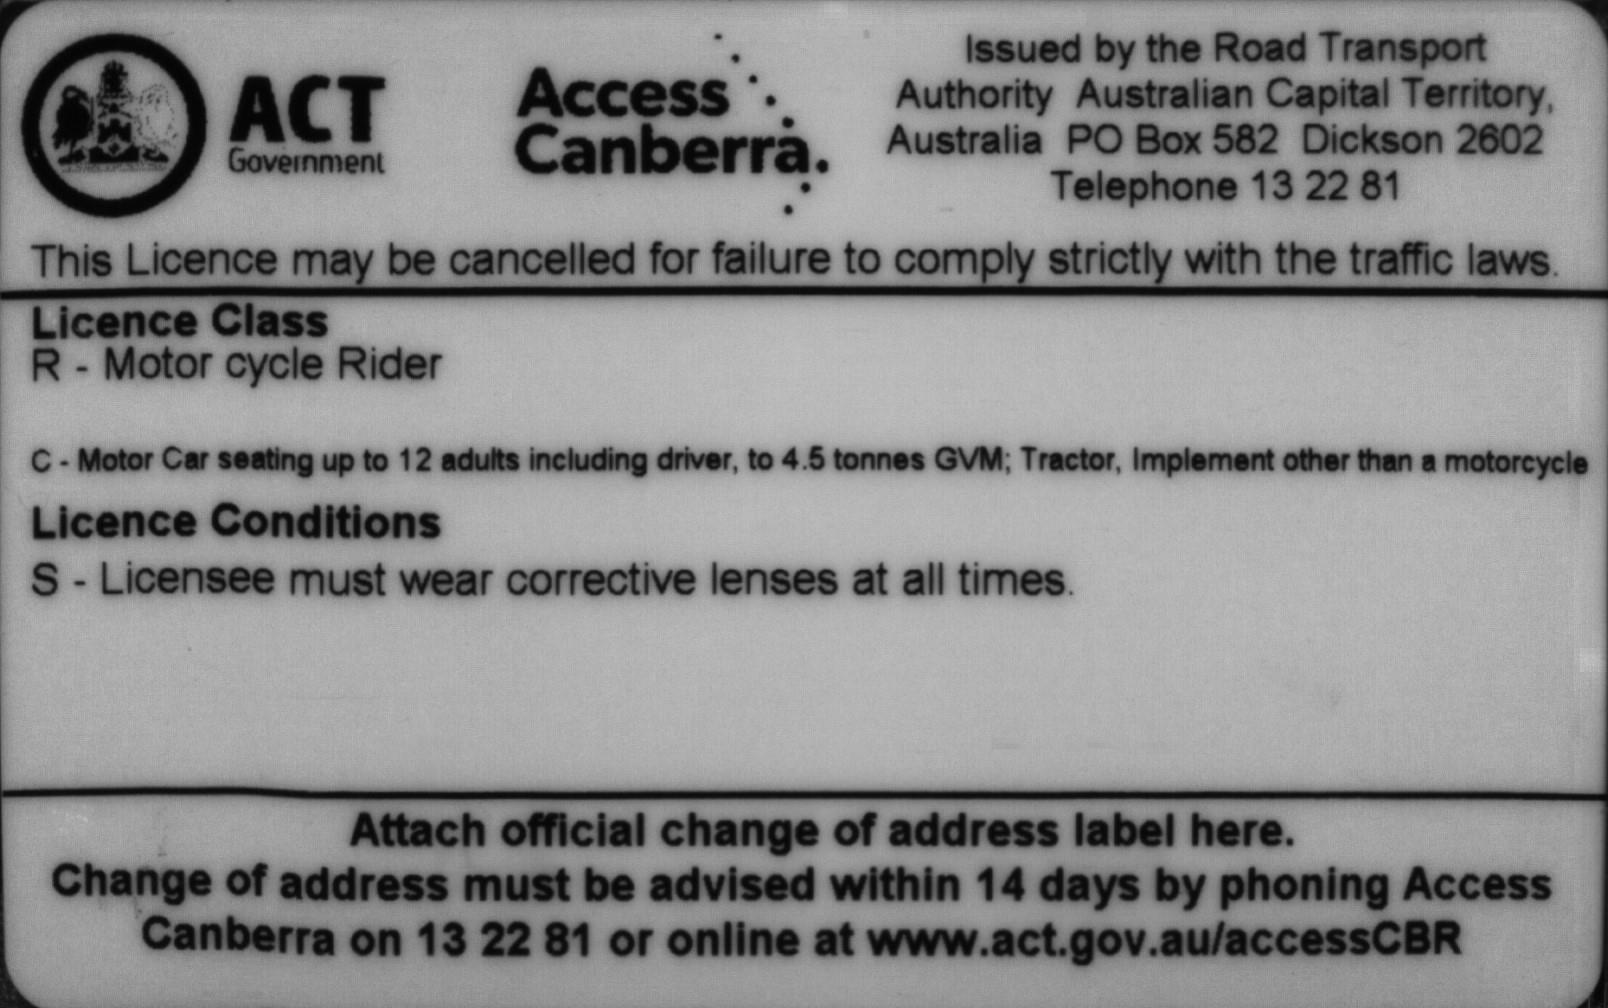 ACT
Government
Access
Canberra.
Issued by the Road Transport
Authority Australian Capital Territory,
Australia PO Box 582 Dickson 2602
Telephone 13 22 81
This Licence may be cancelled for failure to comply strictly with the traffic laws.
Licence Class
R - Motor cycle Rider
C - Motor Car seating up to 12 adults including driver, to 4.5 tonnes GVM; Tractor, Implement other than a motorcycle
Licence Conditions
S - Licensee must wear corrective lenses at all times.
Attach official change of address label here.
Change of address must be advised within 14 days by phoning Access
Canberra on 13 22 81 or online at www.act.gov.au/accessCBR